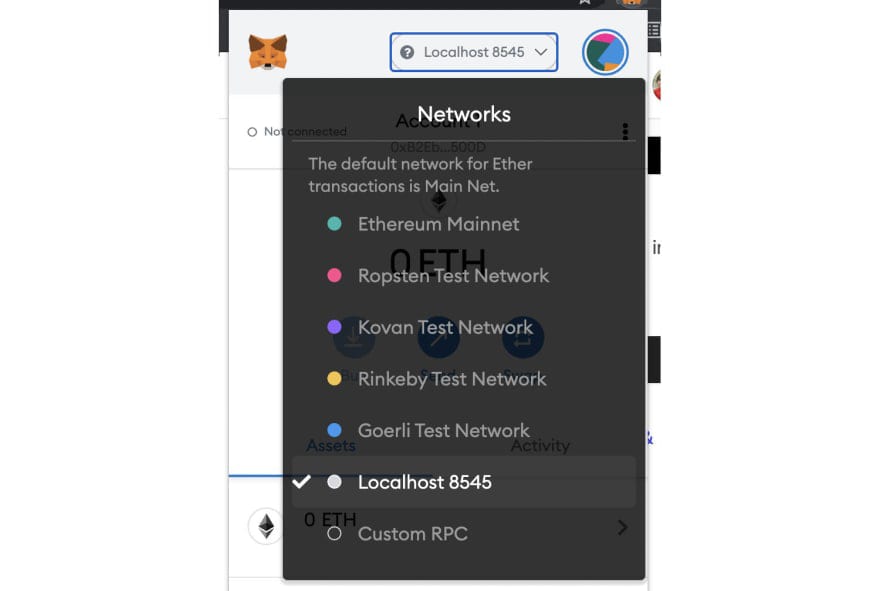 Localhost 8545
Networks
Not connected
Account 1
0xB2Eb...500D
The default network for Ether
transactions is Main Net.
Ethereum Mainnet
0 ETH
Ropsten Test Network
Kovan Test Network
Rinkeby Test Network
Goerli Test Network
Assets
Activity
Localhost 8545
0 ETH
Custom RPC